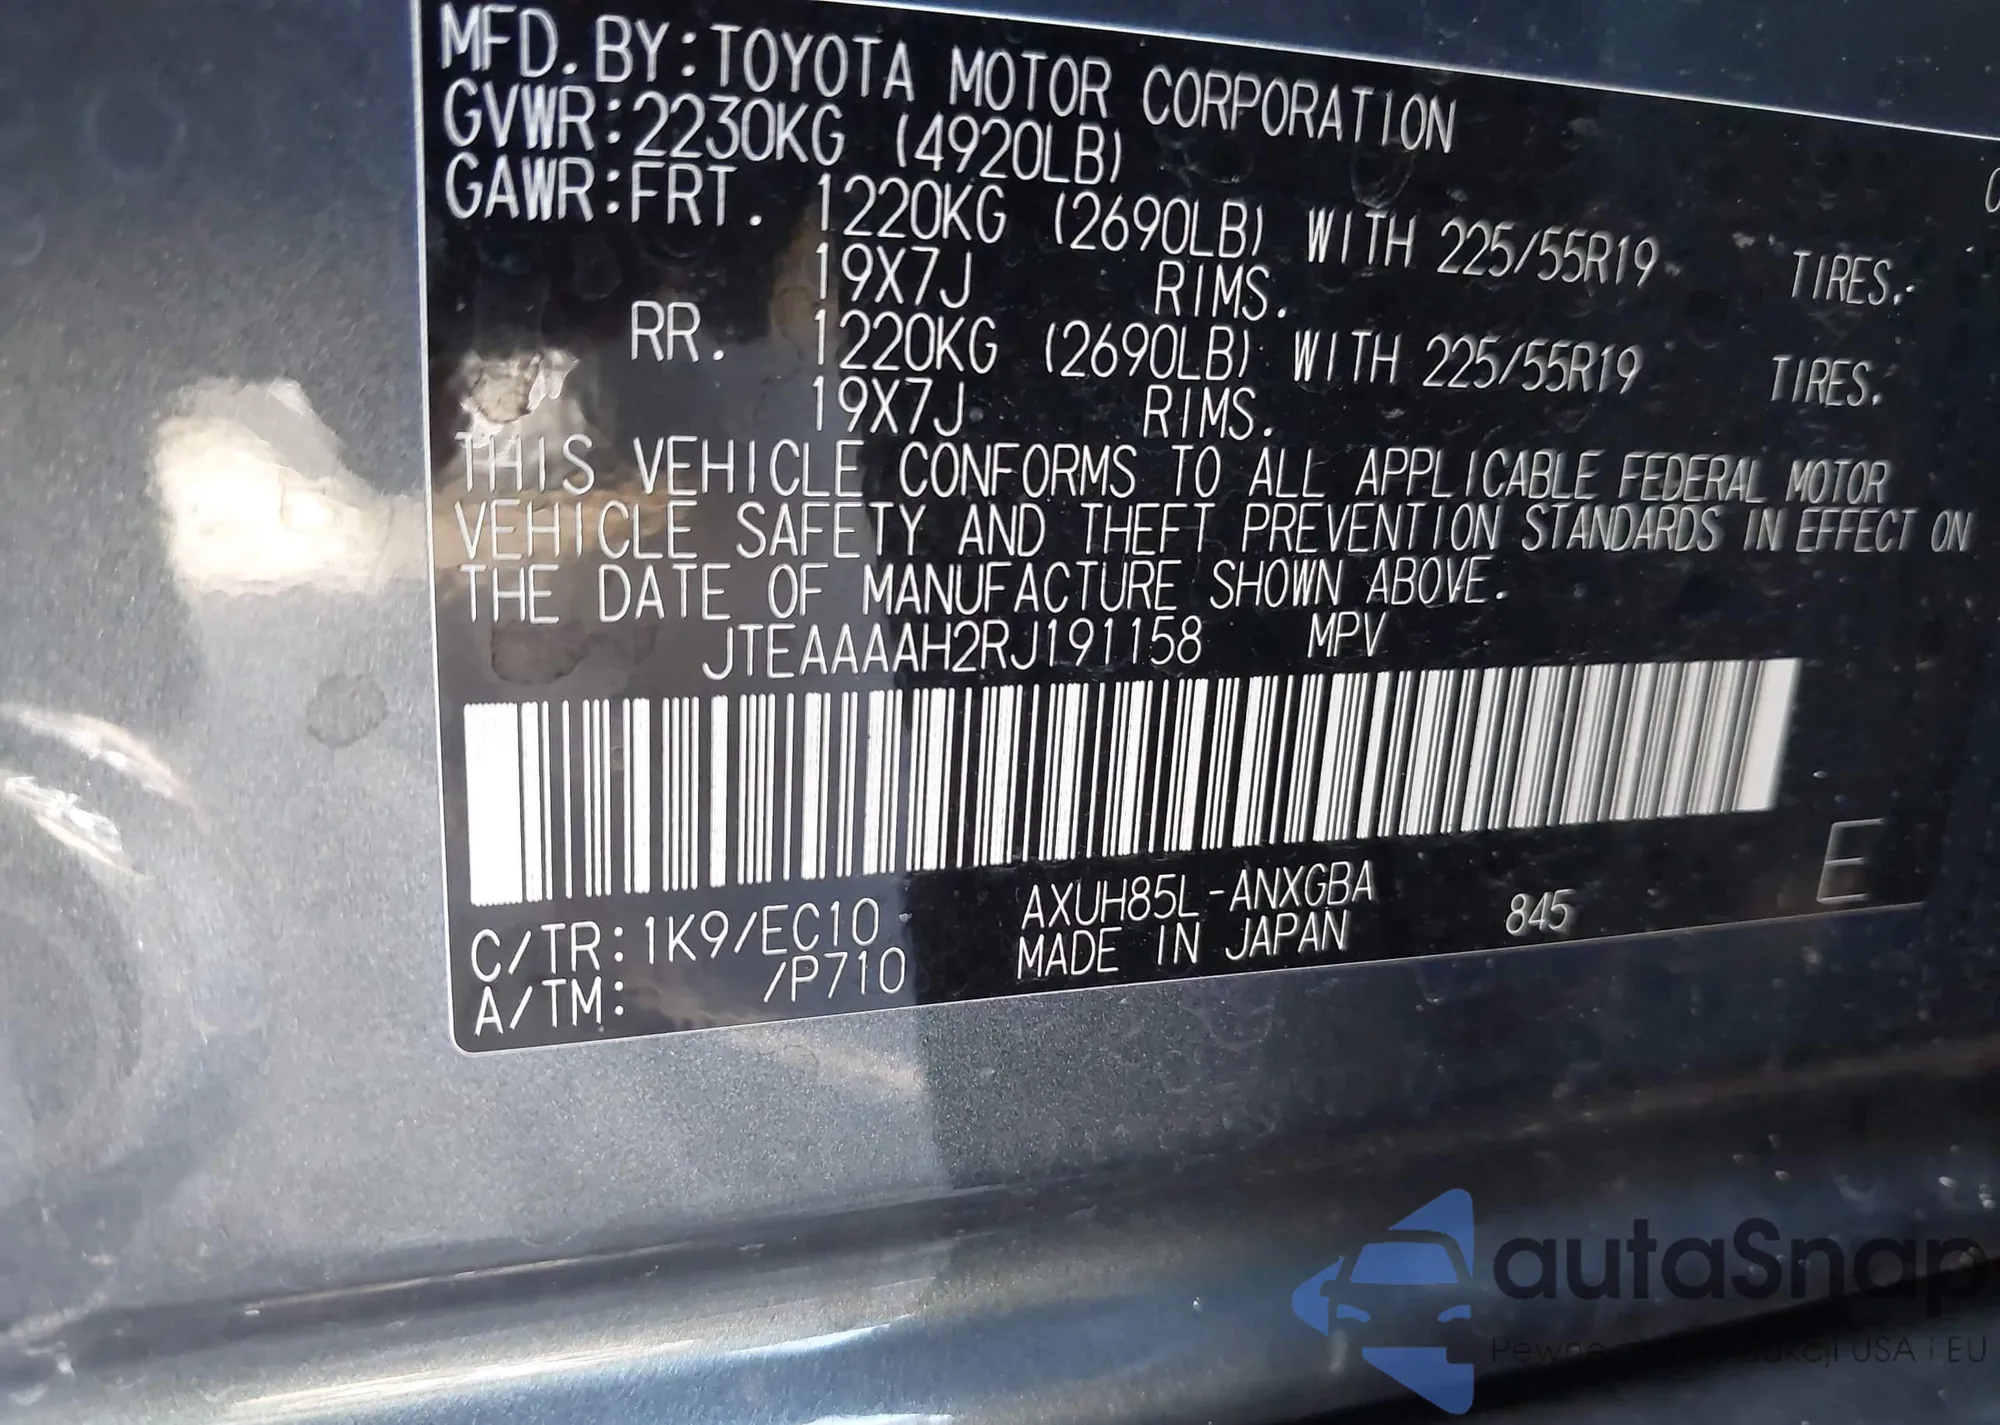 MFD. BY: TOYOTA MOTOR CORPORATION
GVWR: 2230KG (4920LB)
GAWR: FRT. 1220KG (2690LB) WITH 225/55R19 TIRES.
19X7J RIMS.
RR. 1220KG (2690LB) WITH 225/55R19 TIRES.
19X7J RIMS.
THIS VEHICLE CONFORMS TO ALL APPLICABLE FEDERAL MOTOR
VEHICLE SAFETY AND THEFT PREVENTION STANDARDS IN EFFECT ON
THE DATE OF MANUFACTURE SHOWN ABOVE.
JTEAAAAH2RJ191158 MPV
C/TR: 1K9/EC10 AXUH85L-ANXGBA 845 E
A/TM: /P710 MADE IN JAPAN
autaSnap
USA i EU